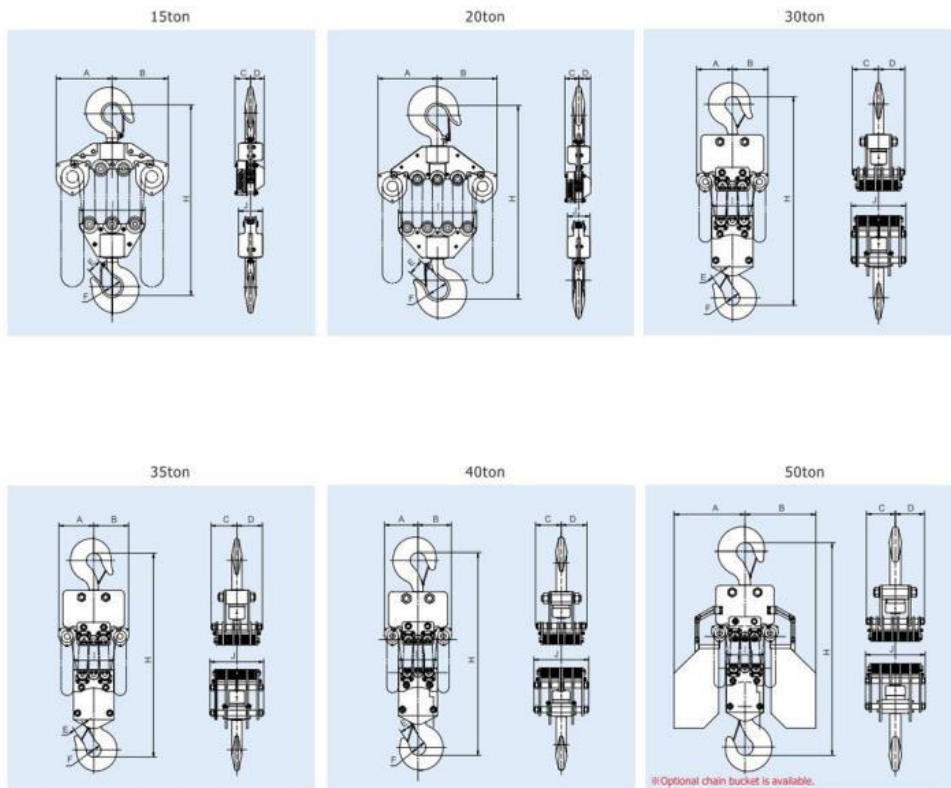 15ton
20ton
30ton
A B C D
H
J
E
F
A B C D
H
J
E
F
A B C D
H
J
E
F
35ton
40ton
50ton
A B C D
H
J
E
F
A B C D
H
J
E
F
A B C D
H
J
※Optional chain bucket is available.